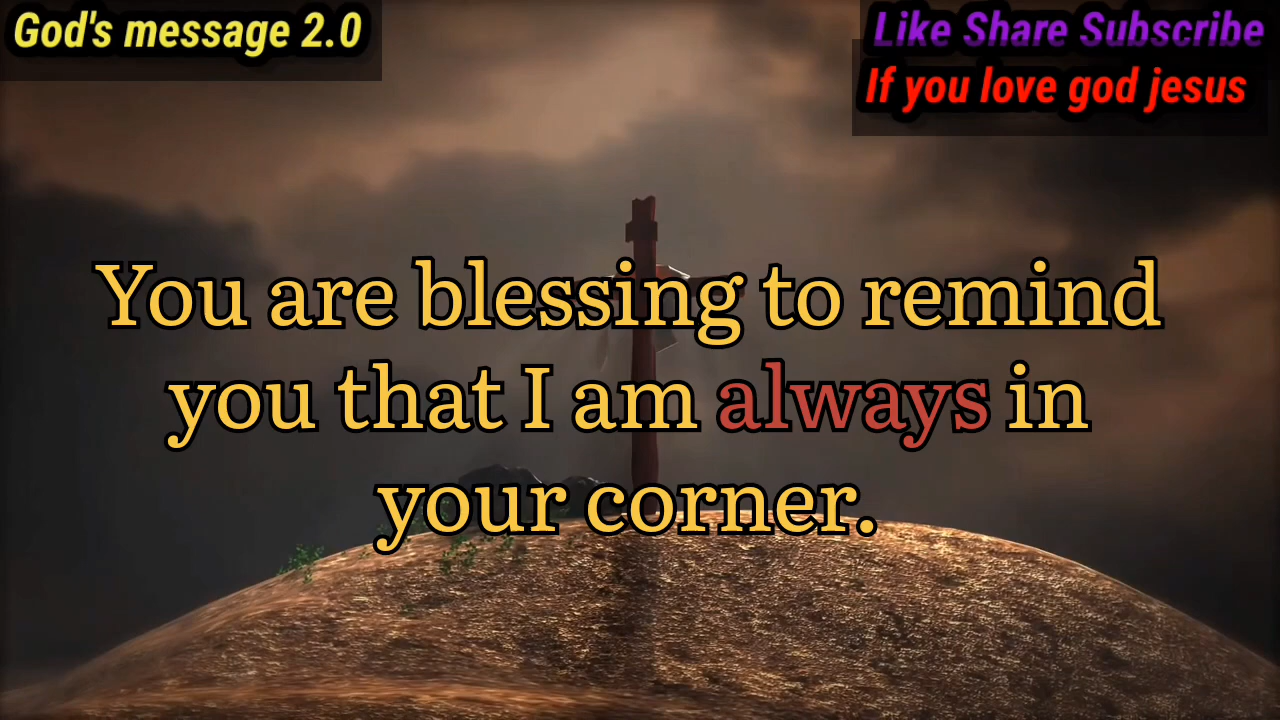 God's message 2.0
Like Share Subscribe
If you love god jesus
You are blessing to remind
you that I am always in
your corner.